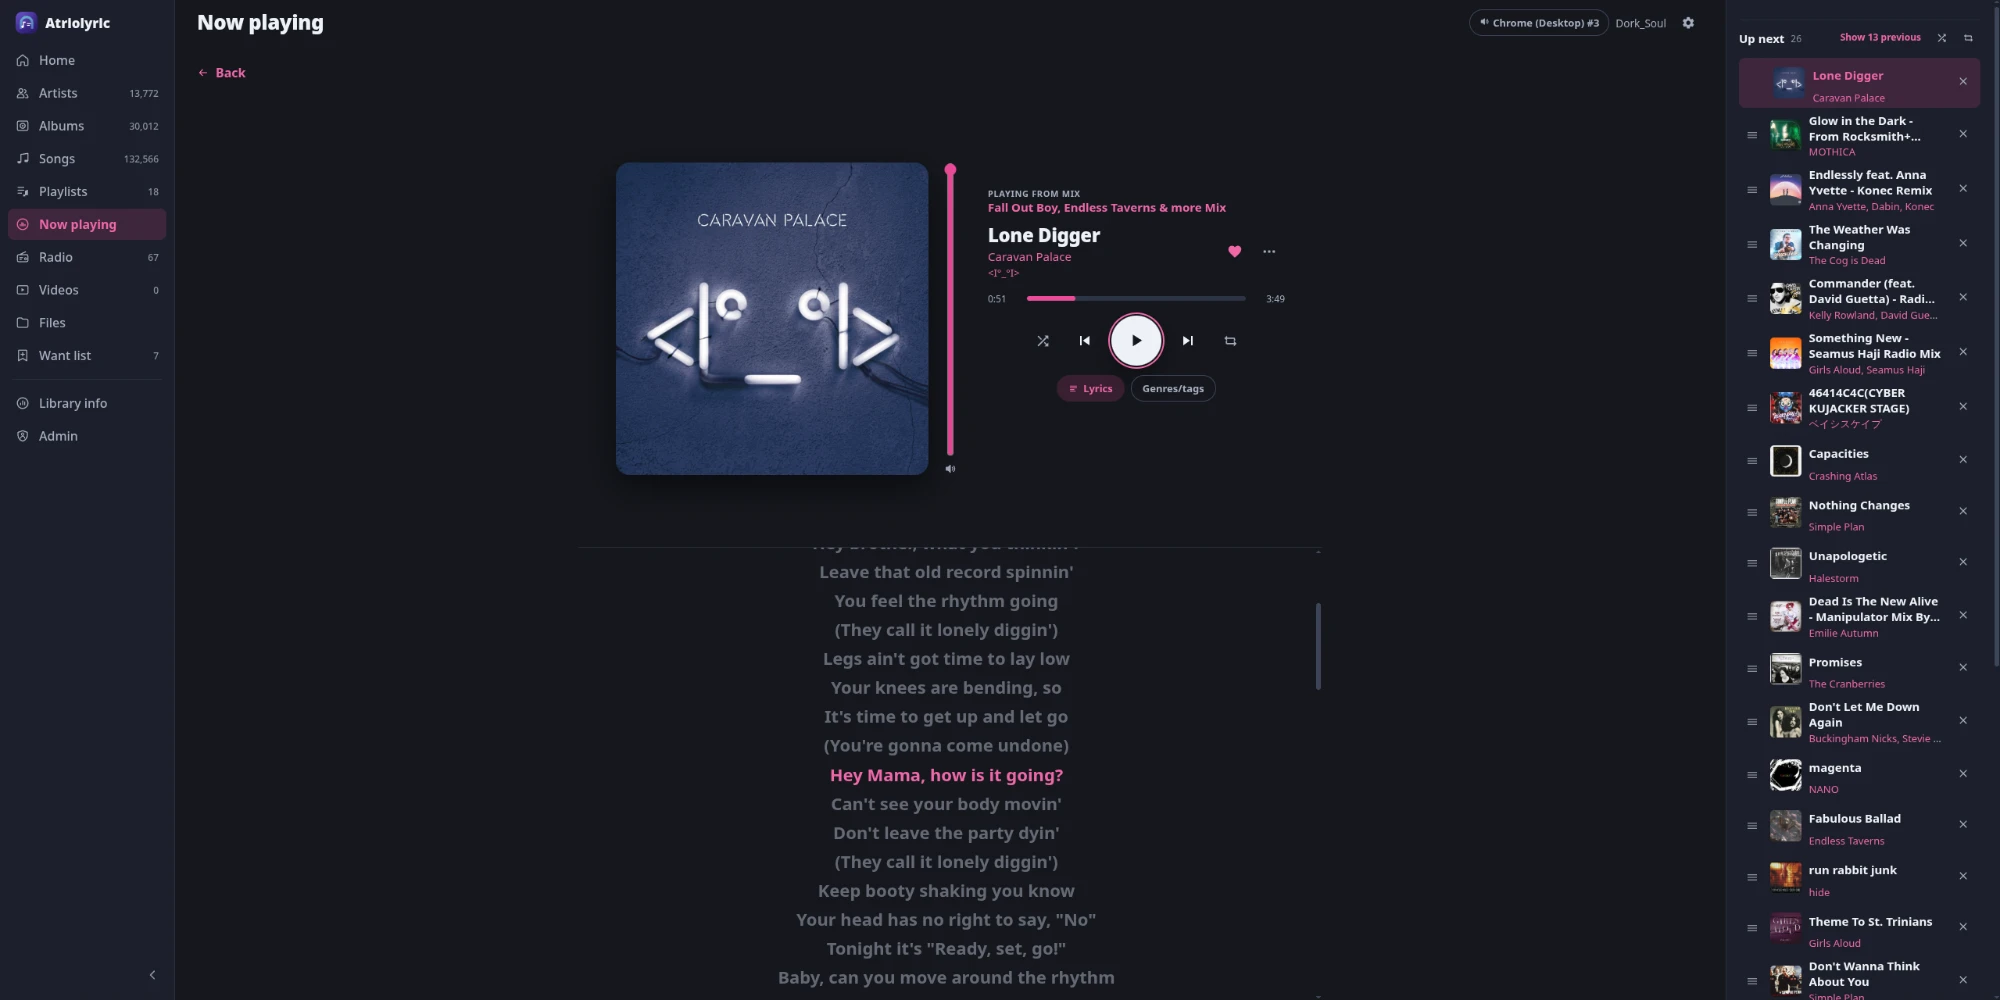 Atriolyric
Home
Artists 13,772
Albums 30,012
Songs 132,566
Playlists 18
Now playing
Radio 67
Videos 0
Files
Want list 7
Library info
Admin
Now playing
Chrome (Desktop) #3
Dork_Soul
Back
CARAVAN PALACE
PLAYING FROM MIX
Fall Out Boy, Endless Taverns & more Mix
Lone Digger
Caravan Palace
<I°_°I>
0:51
3:49
Lyrics
Genres/tags
Hey Brother, what you thinkin'?
Leave that old record spinnin'
You feel the rhythm going
(They call it lonely diggin')
Legs ain't got time to lay low
Your knees are bending, so
It's time to get up and let go
(You're gonna come undone)
Hey Mama, how is it going?
Can't see your body movin'
Don't leave the party dyin'
(They call it lonely diggin')
Keep booty shaking you know
Your head has no right to say, "No"
Tonight it's "Ready, set, go!"
Baby, can you move around the rhythm
Up next 26
Show 13 previous
Lone Digger
Caravan Palace
Glow in the Dark -
From Rocksmith+...
MOTHICA
Endlessly feat. Anna
Yvette - Konec Remix
Anna Yvette, Dabin, Konec
The Weather Was
Changing
The Cog is Dead
Commander (feat.
David Guetta) - Radi...
Kelly Rowland, David Gue...
Something New -
Seamus Haji Radio Mix
Girls Aloud, Seamus Haji
46414C4C(CYBER
KUJACKER STAGE)
ベイシスケイプ
Capacities
Crashing Atlas
Nothing Changes
Simple Plan
Unapologetic
Halestorm
Dead Is The New Alive
- Manipulator Mix By...
Emilie Autumn
Promises
The Cranberries
Don't Let Me Down
Again
Buckingham Nicks, Stevie ...
magenta
NANO
Fabulous Ballad
Endless Taverns
run rabbit junk
hide
Theme To St. Trinians
Girls Aloud
Don't Wanna Think
About You
Simple Plan